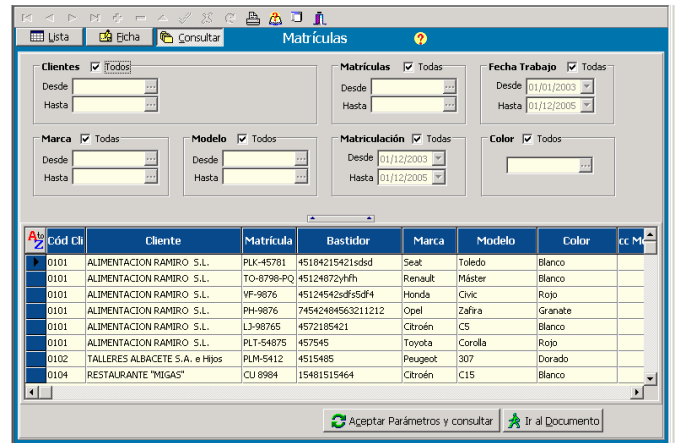 Lista Ficha Consultar Matrículas ?
Clientes Todos Matrículas Todas Fecha Trabajo Todas
Desde Desde Desde 01/01/2003
Hasta Hasta Hasta 01/12/2005
Marca Todas Modelo Todos Matriculación Todas Color Todos
Desde Desde Desde 01/12/2003
Hasta Hasta Hasta 01/12/2005
A to Z Cód Cli Cliente Matrícula Bastidor Marca Modelo Color cc M
0101 ALIMENTACION RAMIRO S.L. PLK-45781 45184215421sdsd Seat Toledo Blanco
0101 ALIMENTACION RAMIRO S.L. TO-8798-PQ 45124872yhfh Renault Máster Blanco
0101 ALIMENTACION RAMIRO S.L. VF-9876 45124542sdfs5df4 Honda Civic Rojo
0101 ALIMENTACION RAMIRO S.L. PH-9876 74542484563211212 Opel Zafira Granate
0101 ALIMENTACION RAMIRO S.L. LJ-98765 4572185421 Citroén C5 Blanco
0101 ALIMENTACION RAMIRO S.L. PLT-54875 457545 Toyota Corolla Rojo
0102 TALLERES ALBACETE S.A. e Hijos PLM-5412 4515485 Peugeot 307 Dorado
0104 RESTAURANTE "MIGAS" CU 8984 15481515464 Citroén C15 Blanco
Aceptar Parámetros y consultar Ir al Documento